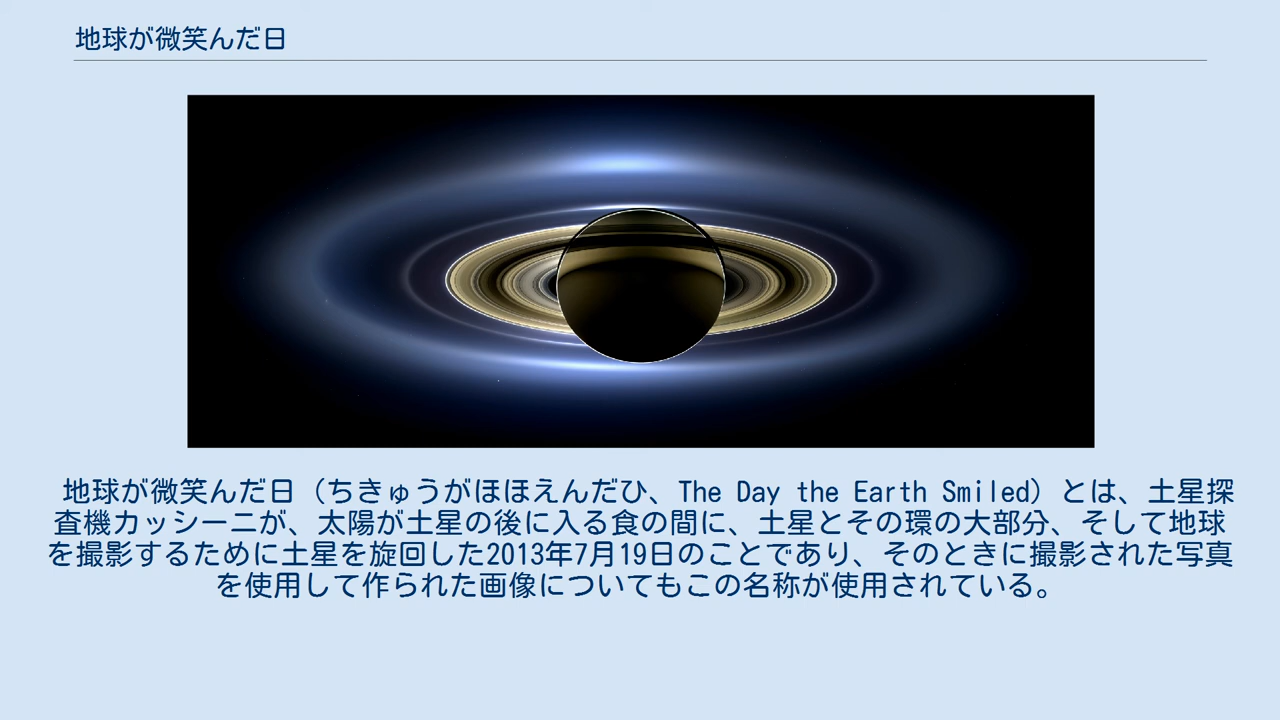 地球が微笑んだ日
地球が微笑んだ日（ちきゅうがほほえんだひ、The Day the Earth Smiled）とは、土星探
査機カッシーニが、太陽が土星の後に入る食の間に、土星とその環の大部分、そして地球
を撮影するために土星を旋回した2013年7月19日のことであり、そのときに撮影された写真
を使用して作られた画像についてもこの名称が使用されている。